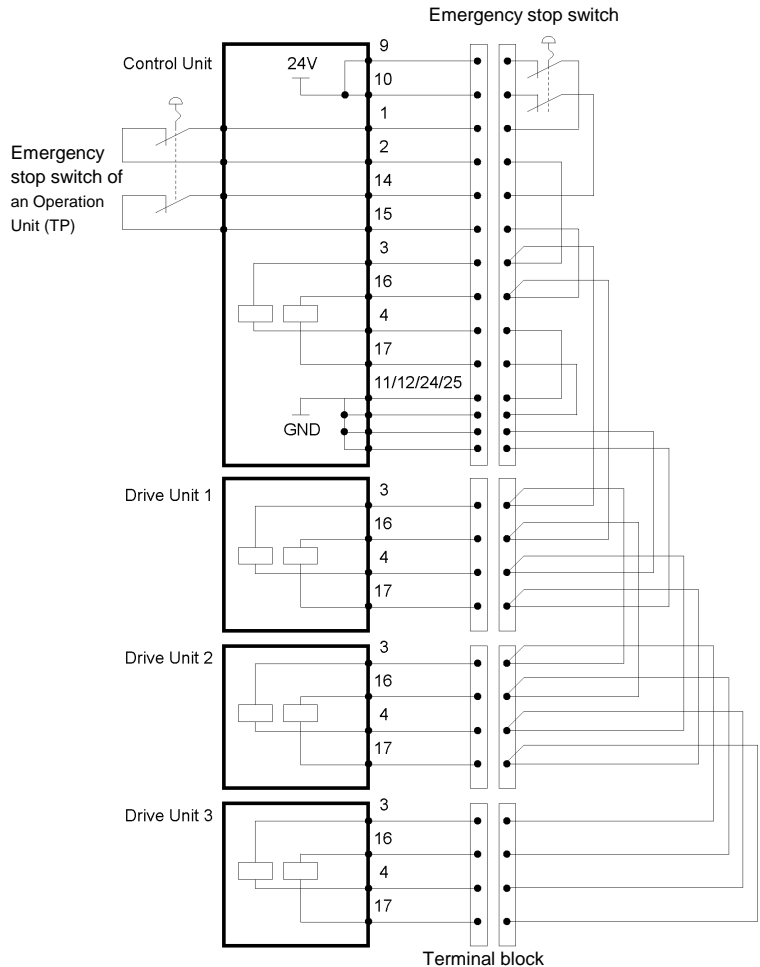 Emergency stop switch
Control Unit
24V
9
10
1
2
14
15
3
16
4
17
11/12/24/25
GND
Emergency
stop switch of
an Operation
Unit (TP)
Drive Unit 1
3
16
4
17
Drive Unit 2
3
16
4
17
Drive Unit 3
3
16
4
17
Terminal block